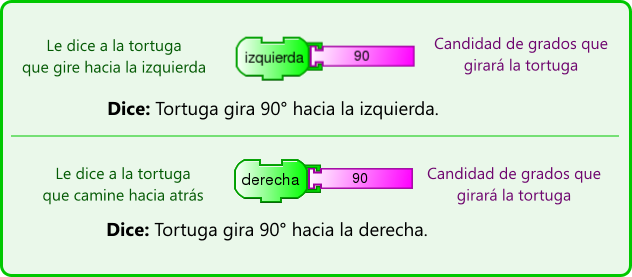 Le dice a la tortuga
que gire hacia la izquierda
izquierda 90
Candidad de grados que
girará la tortuga
Dice: Tortuga gira 90° hacia la izquierda.
Le dice a la tortuga
que camine hacia atrás
derecha 90
Candidad de grados que
girará la tortuga
Dice: Tortuga gira 90° hacia la derecha.